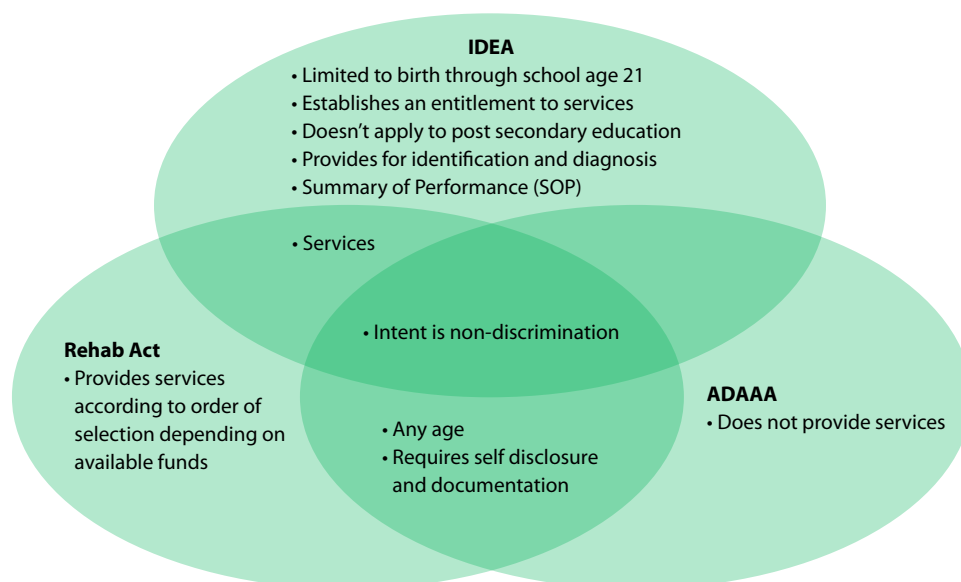 IDEA
• Limited to birth through school age 21
• Establishes an entitlement to services
• Doesn't apply to post secondary education
• Provides for identification and diagnosis
• Summary of Performance (SOP)
• Services
• Intent is non-discrimination
Rehab Act
• Provides services
according to order of
selection depending on
available funds
• Any age
• Requires self disclosure
and documentation
ADAAA
• Does not provide services